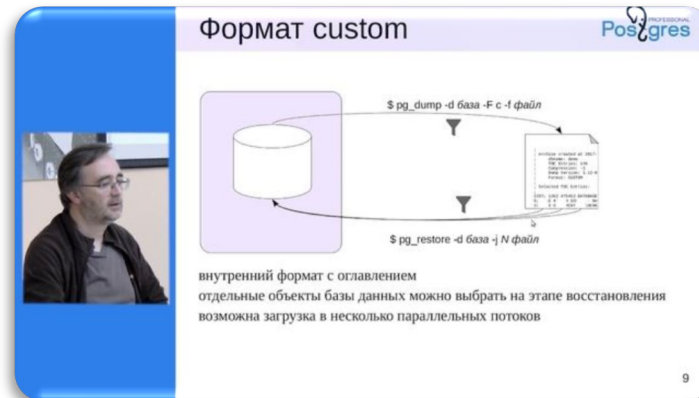 Формат custom
PROFESSIONAL
Postgres
$ pg_dump -d база -F c -f файл
$ pg_restore -d база -j N файл
внутренний формат с оглавлением
отдельные объекты базы данных можно выбрать на этапе восстановления
возможна загрузка в несколько параллельных потоков
9